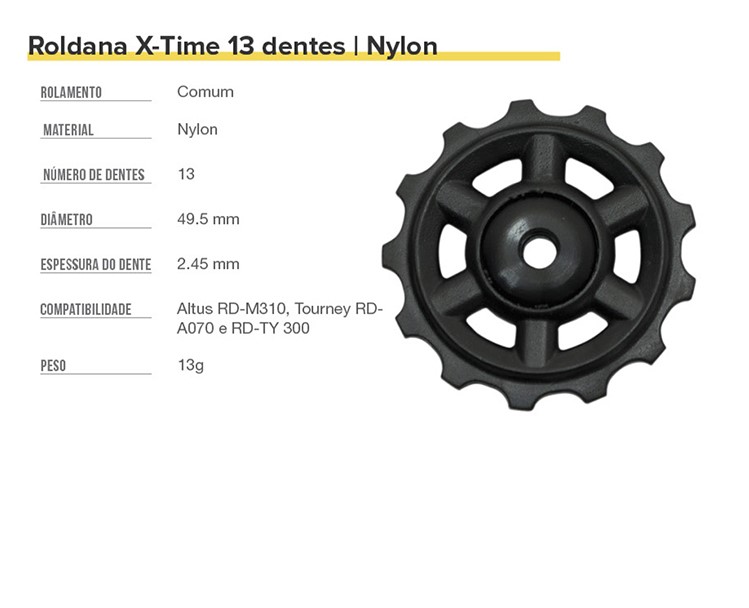 Roldana X-Time 13 dentes | Nylon
ROLAMENTO Comum
MATERIAL Nylon
NÚMERO DE DENTES 13
DIÂMETRO 49.5 mm
ESPESSURA DO DENTE 2.45 mm
COMPATIBILIDADE Altus RD-M310, Tourney RD-
A070 e RD-TY 300
PESO 13g